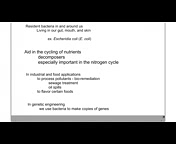 Resident bacteria in and around us
Living in our gut, mouth, and skin
ex Escherichia coli (E. coli)
Aid in the cycling of nutrients
decomposers
especially important in the nitrogen cycle
In industrial and food applications
to process pollutants - bioremediation
sewage treatment
oil spills
to flavor certain foods
In genetic engineering
we use bacteria to make copies of genes